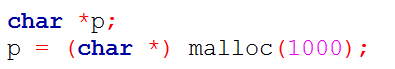 char *p;
p = (char *) malloc(1000);